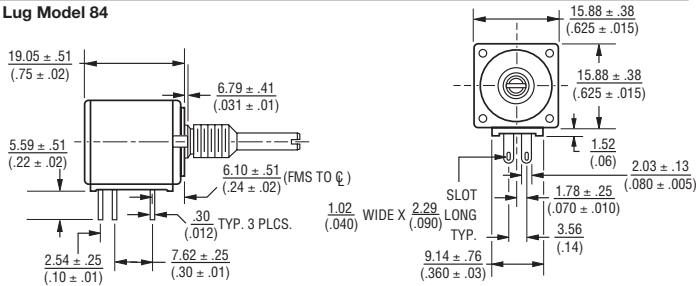 Lug Model 84
19.05 ± .51
(.75 ± .02)
6.79 ± .41
(.031 ± .01)
5.59 ± .51
(.22 ± .02)
6.10 ± .51
(.24 ± .02)
(FMS TO ℄)
.30
(.012)
TYP. 3 PLCS.
2.54 ± .25
(.10 ± .01)
7.62 ± .25
(.30 ± .01)
15.88 ± .38
(.625 ± .015)
15.88 ± .38
(.625 ± .015)
1.52
(.06)
2.03 ± .13
(.080 ± .005)
SLOT
1.02
(.040)
WIDE X
2.29
(.090)
LONG
TYP.
1.78 ± .25
(.070 ± .010)
3.56
(.14)
9.14 ± .76
(.360 ± .03)